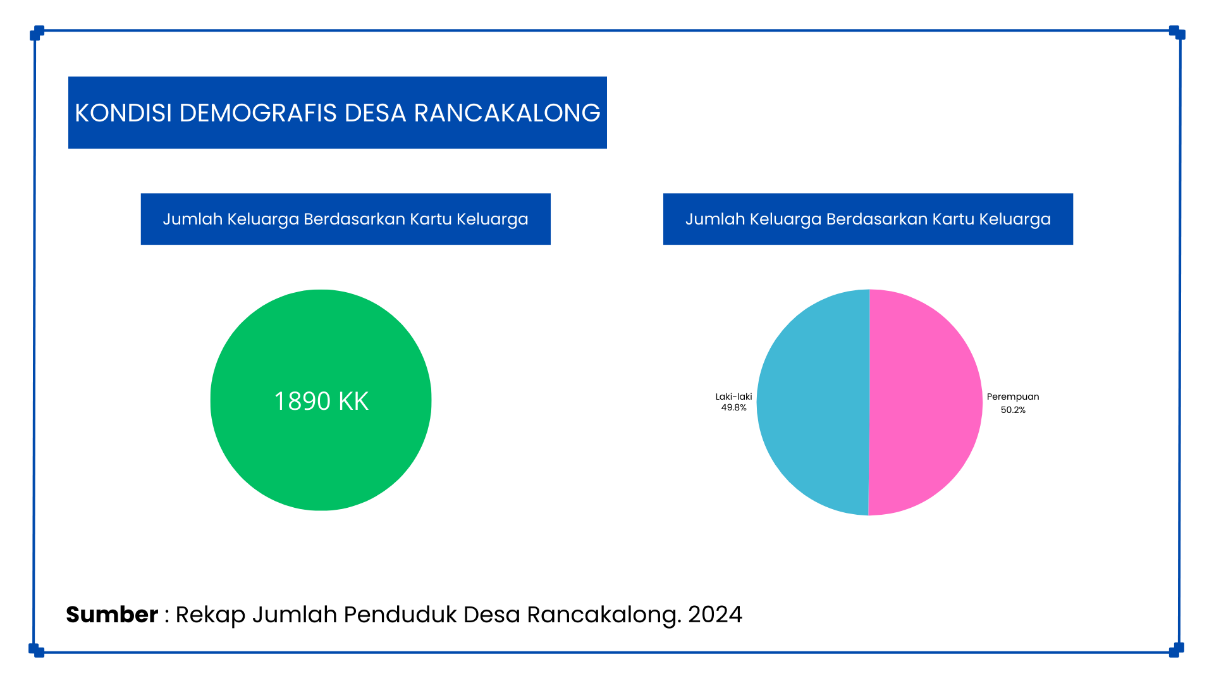 KONDISI DEMOGRAFIS DESA RANCAKALONG
Jumlah Keluarga Berdasarkan Kartu Keluarga
1890 KK
Jumlah Keluarga Berdasarkan Kartu Keluarga
Laki-laki
49.8%
Perempuan
50.2%
Sumber : Rekap Jumlah Penduduk Desa Rancakalong. 2024